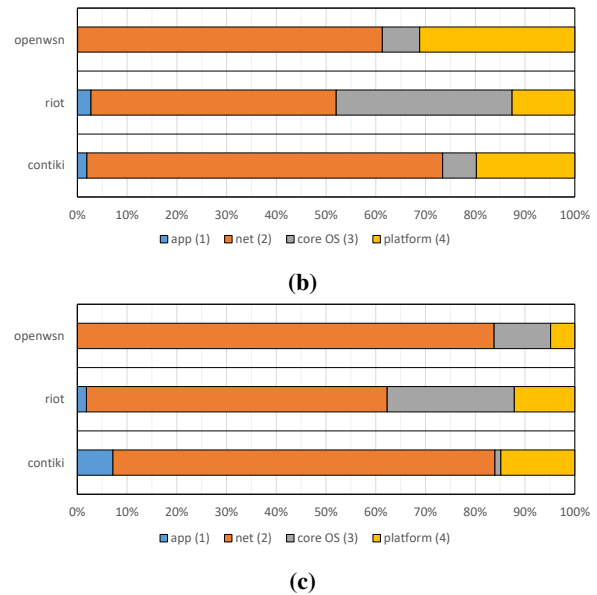 openwsn
riot
contiki
0% 10% 20% 30% 40% 50% 60% 70% 80% 90% 100%
app (1) net (2) core OS (3) platform (4)
(b)
openwsn
riot
contiki
0% 10% 20% 30% 40% 50% 60% 70% 80% 90% 100%
app (1) net (2) core OS (3) platform (4)
(c)